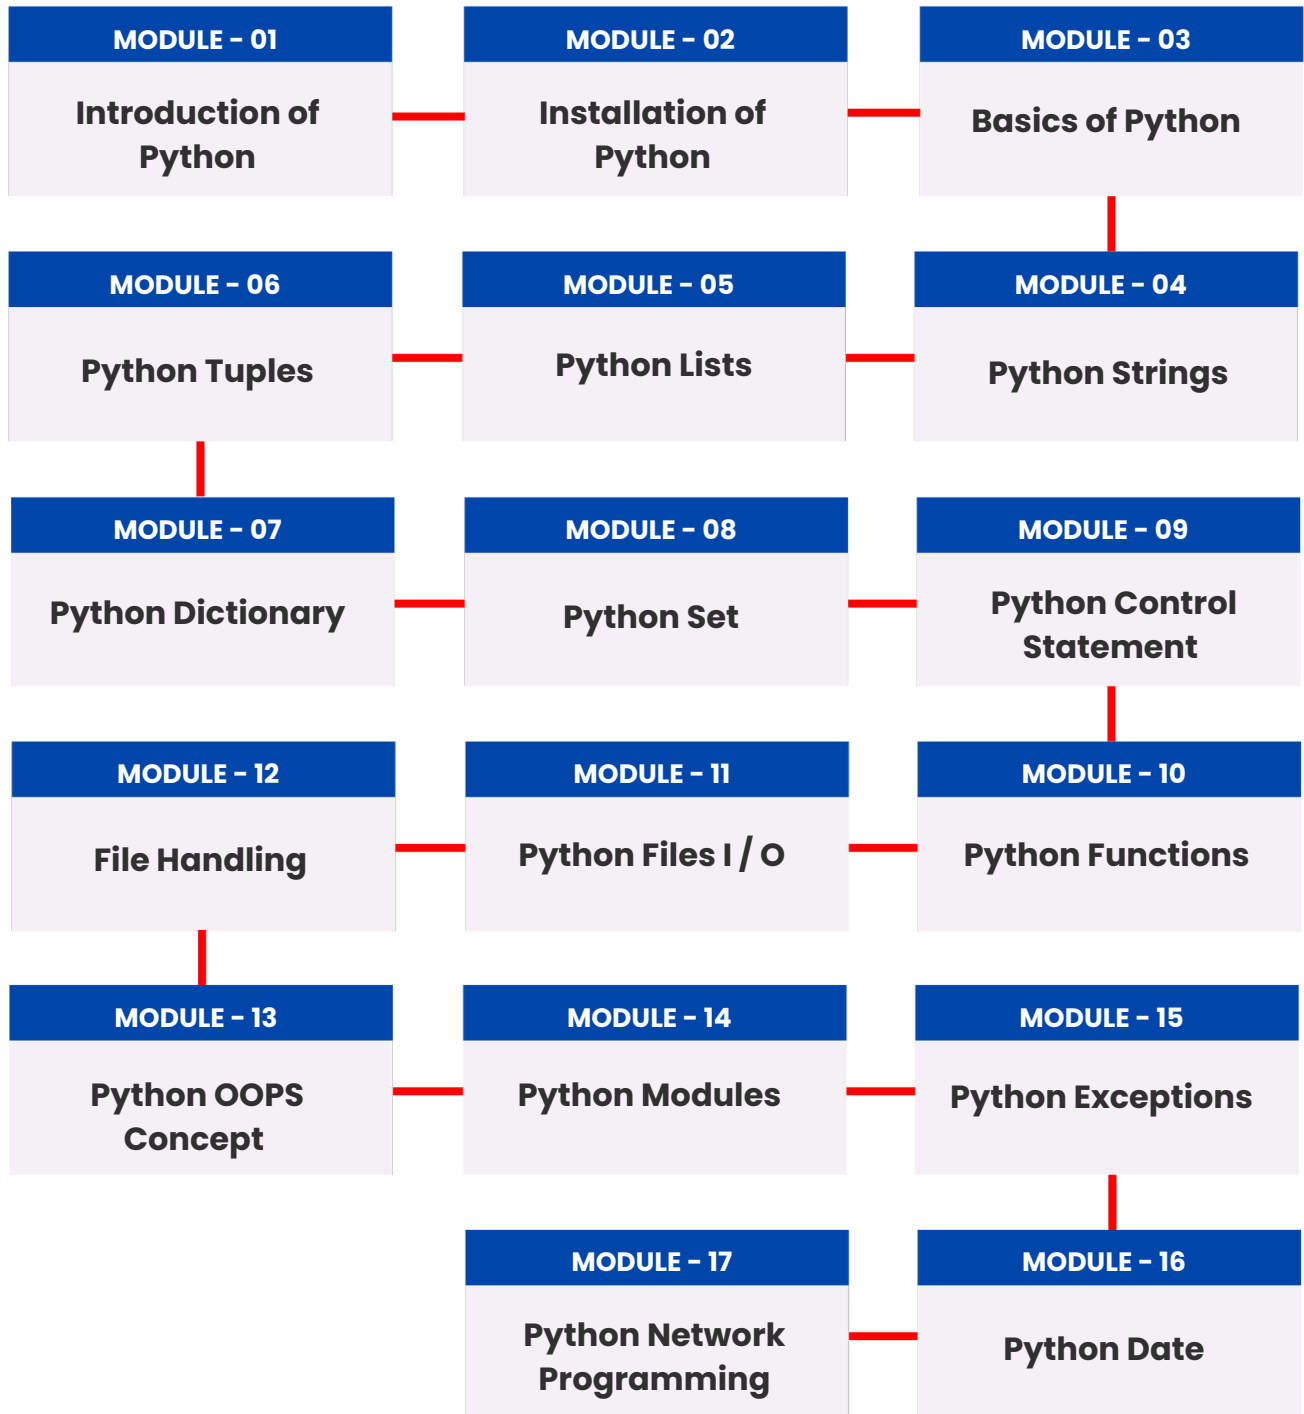 MODULE - 01
Introduction of
Python
MODULE - 02
Installation of
Python
MODULE - 03
Basics of Python
MODULE - 04
Python Strings
MODULE - 05
Python Lists
MODULE - 06
Python Tuples
MODULE - 07
Python Dictionary
MODULE - 08
Python Set
MODULE - 09
Python Control
Statement
MODULE - 10
Python Functions
MODULE - 11
Python Files I / O
MODULE - 12
File Handling
MODULE - 13
Python OOPS
Concept
MODULE - 14
Python Modules
MODULE - 15
Python Exceptions
MODULE - 16
Python Date
MODULE - 17
Python Network
Programming